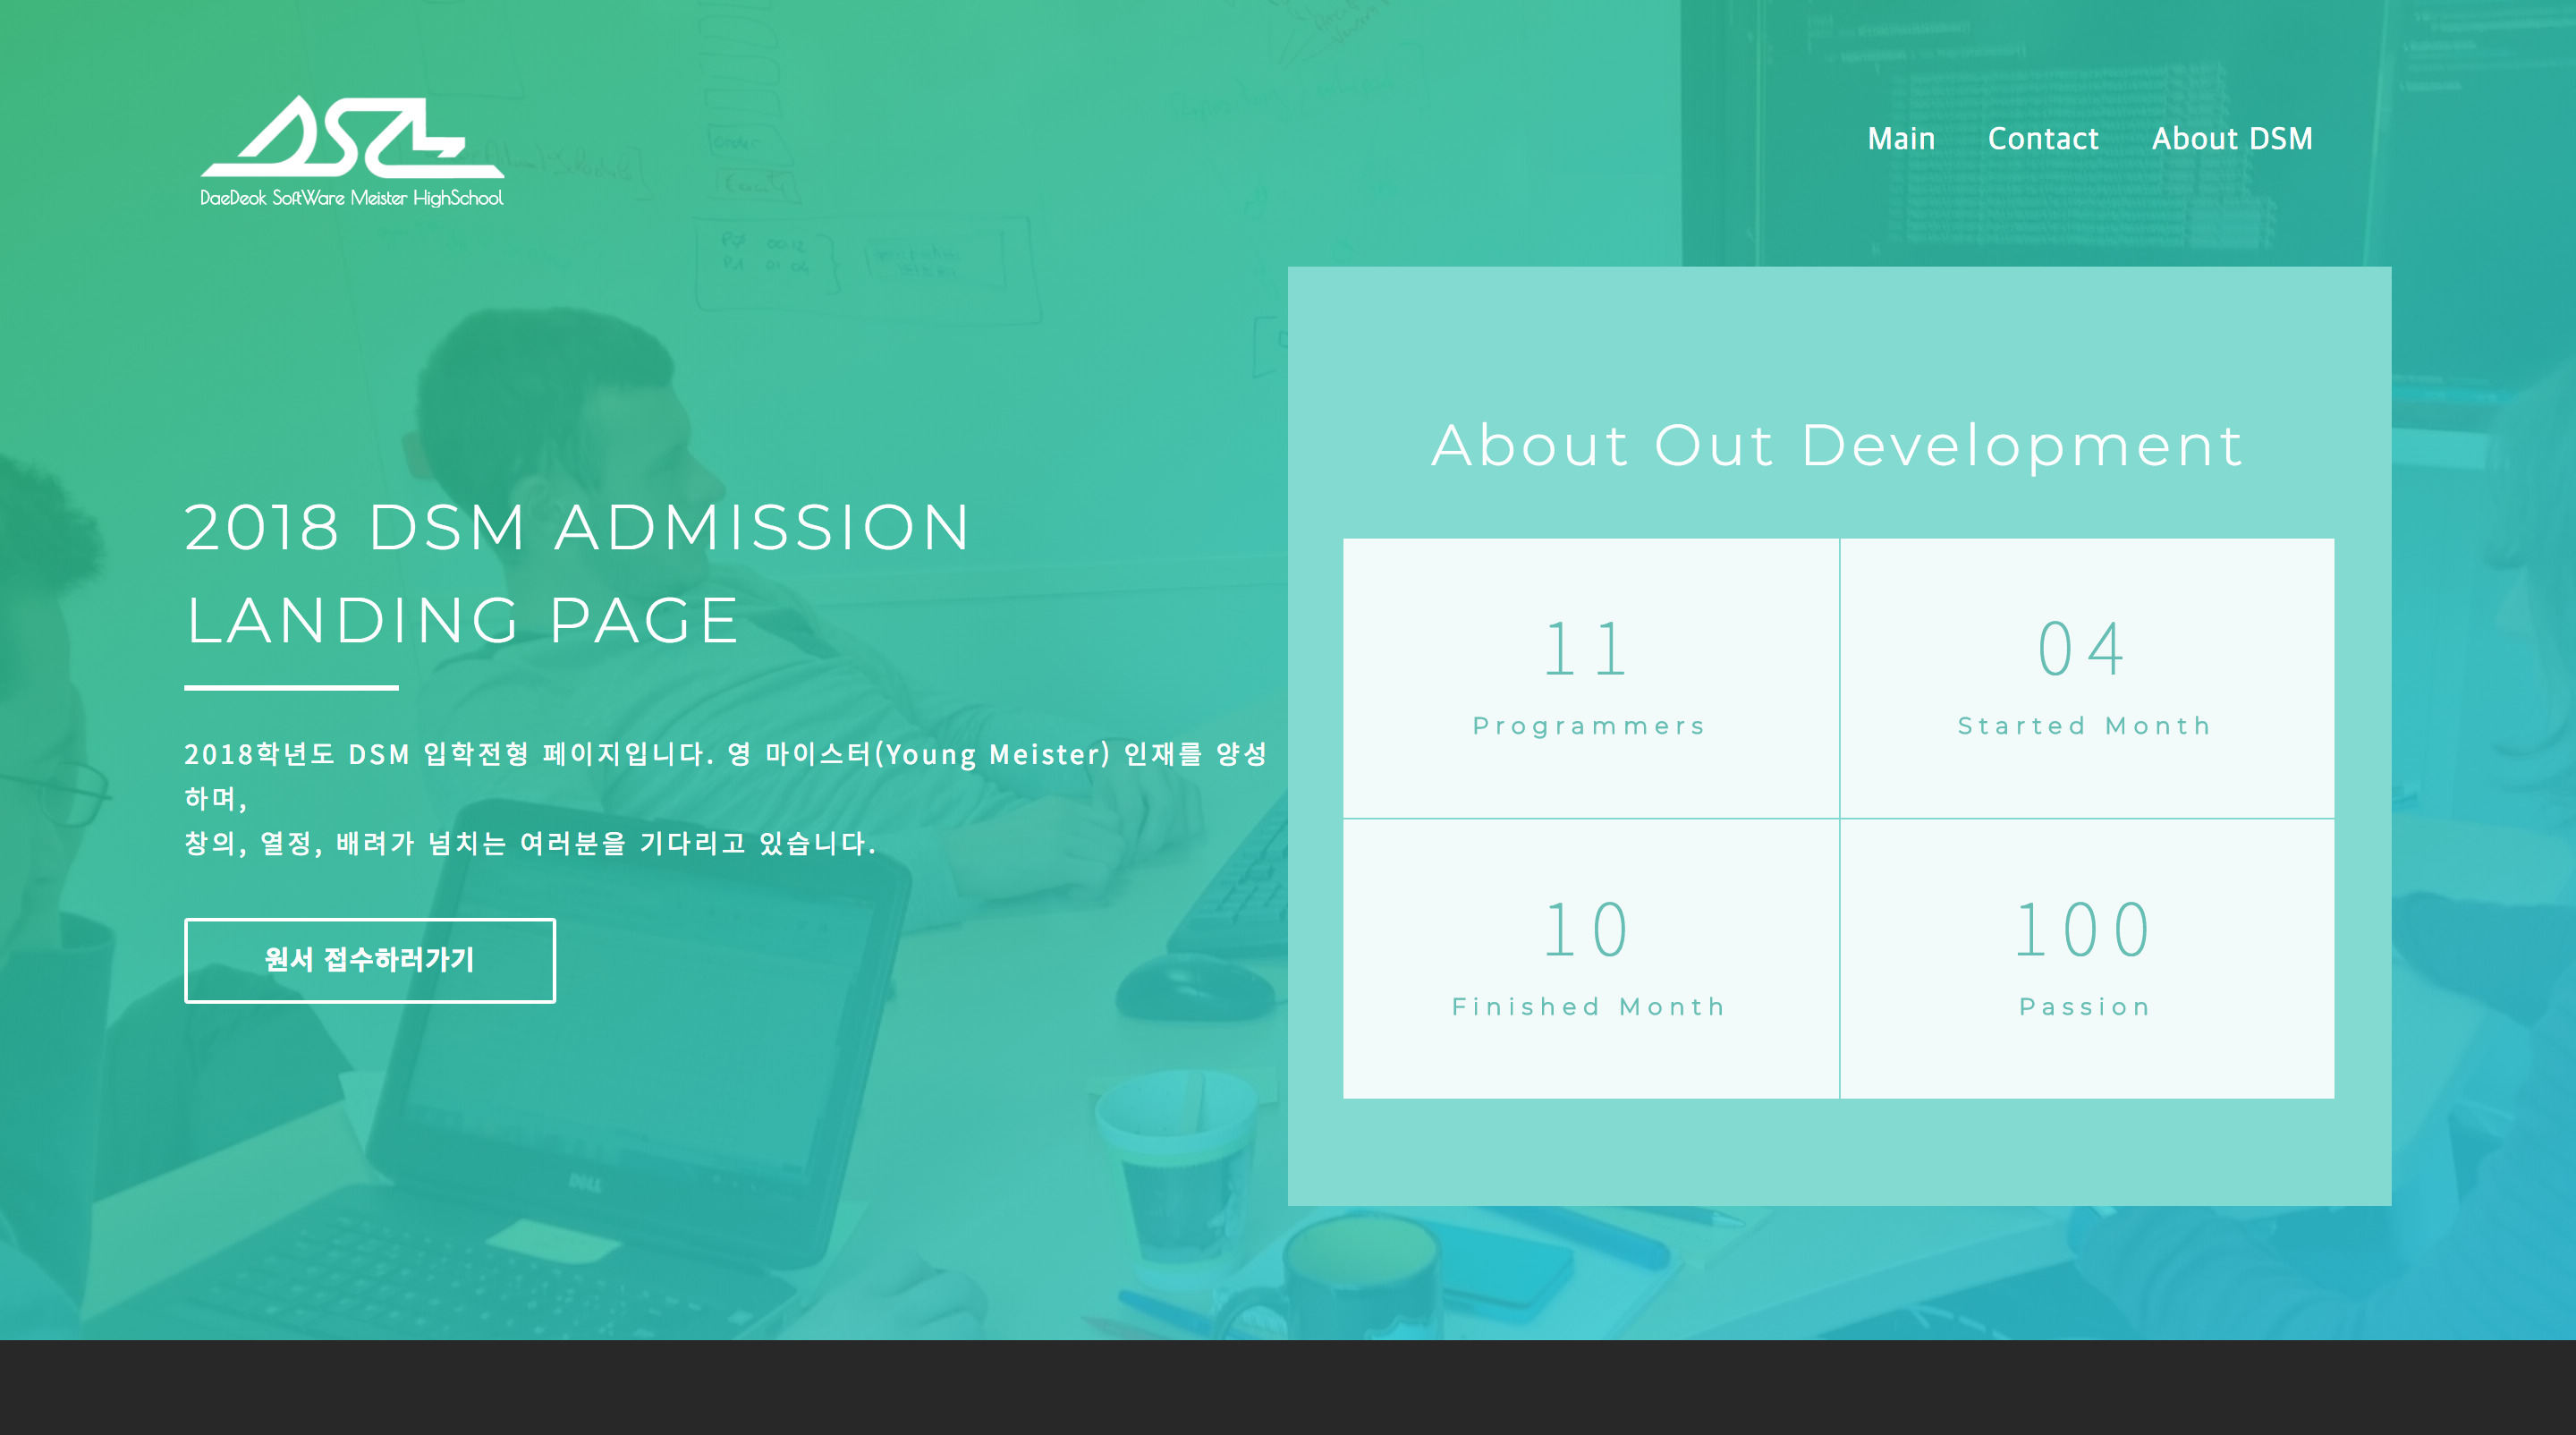 DaeDeok SoftWare Meister HighSchool
Main Contact About DSM
2018 DSM ADMISSION
LANDING PAGE
2018학년도 DSM 입학전형 페이지입니다. 영 마이스터(Young Meister) 인재를 양성
하며,
창의, 열정, 배려가 넘치는 여러분을 기다리고 있습니다.
원서 접수하러가기
About Out Development
11
Programmers
04
Started Month
10
Finished Month
100
Passion
DELL